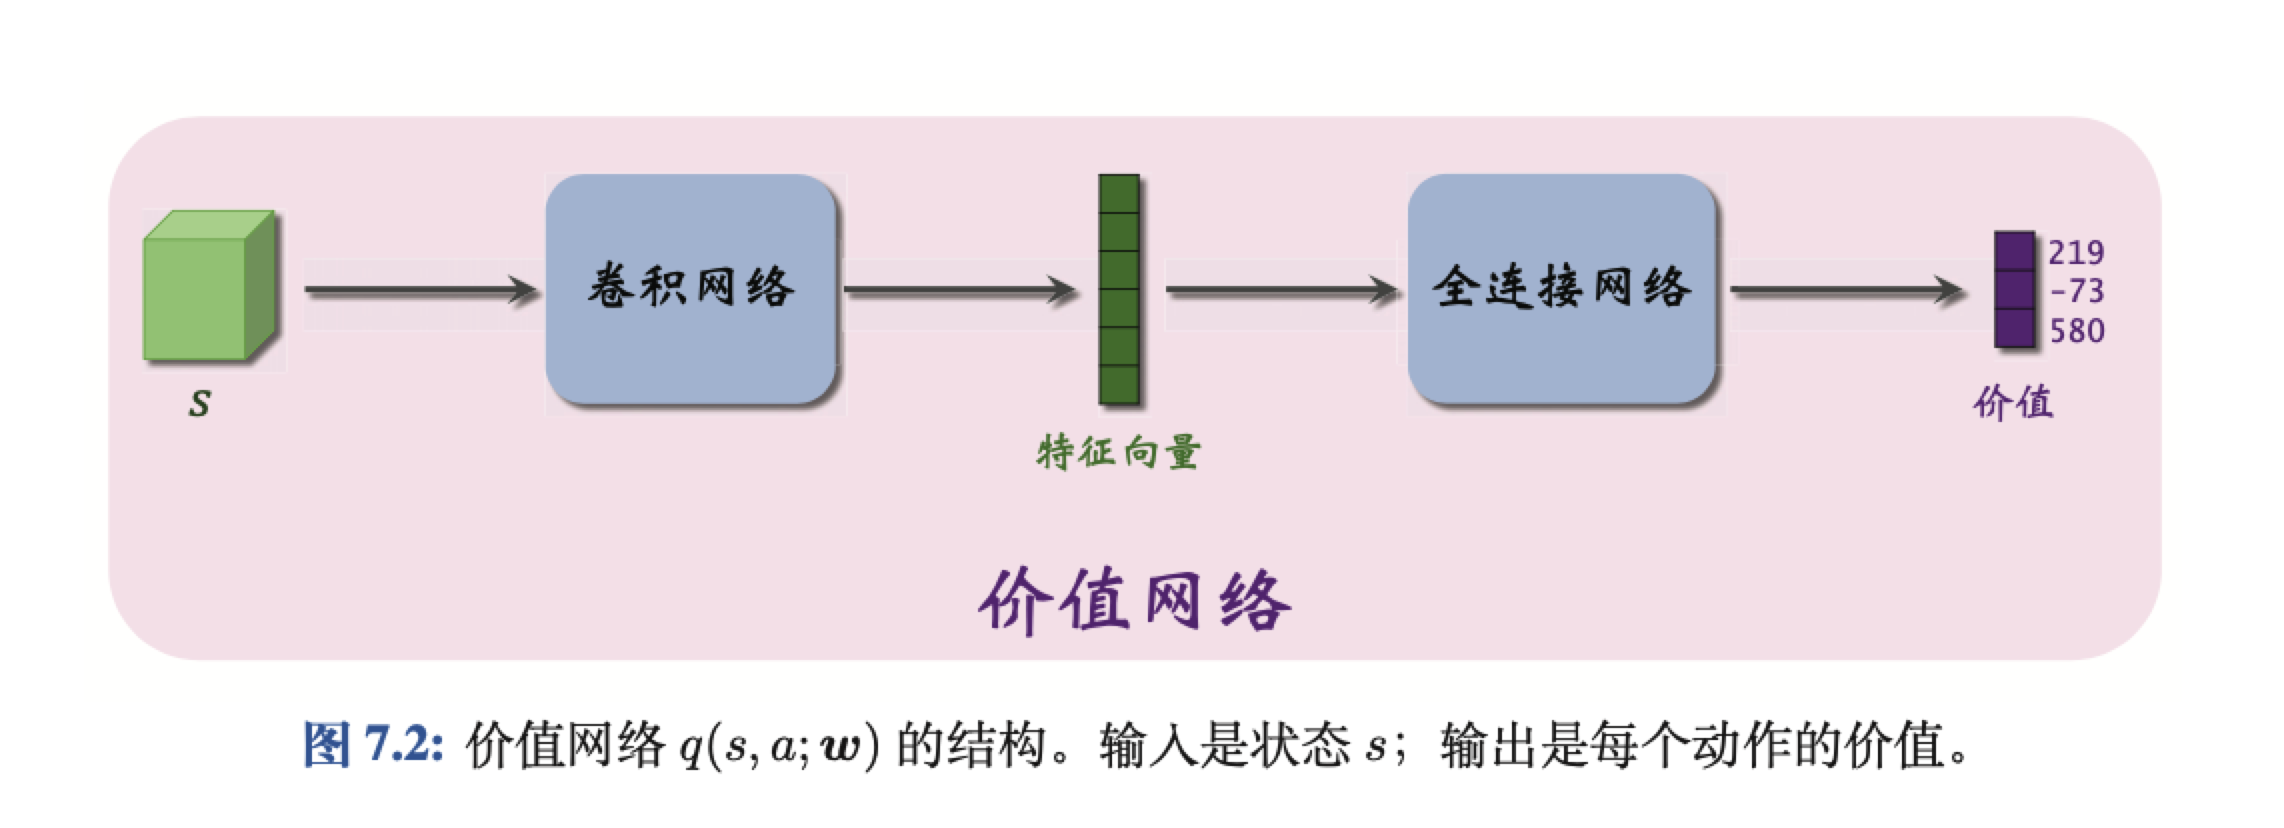 卷积网络
全连接网络
219
-73
580
s
价值
特征向量
价值网络
图 7.2: 价值网络 q(s, a; w) 的结构。输入是状态 s；输出是每个动作的价值。